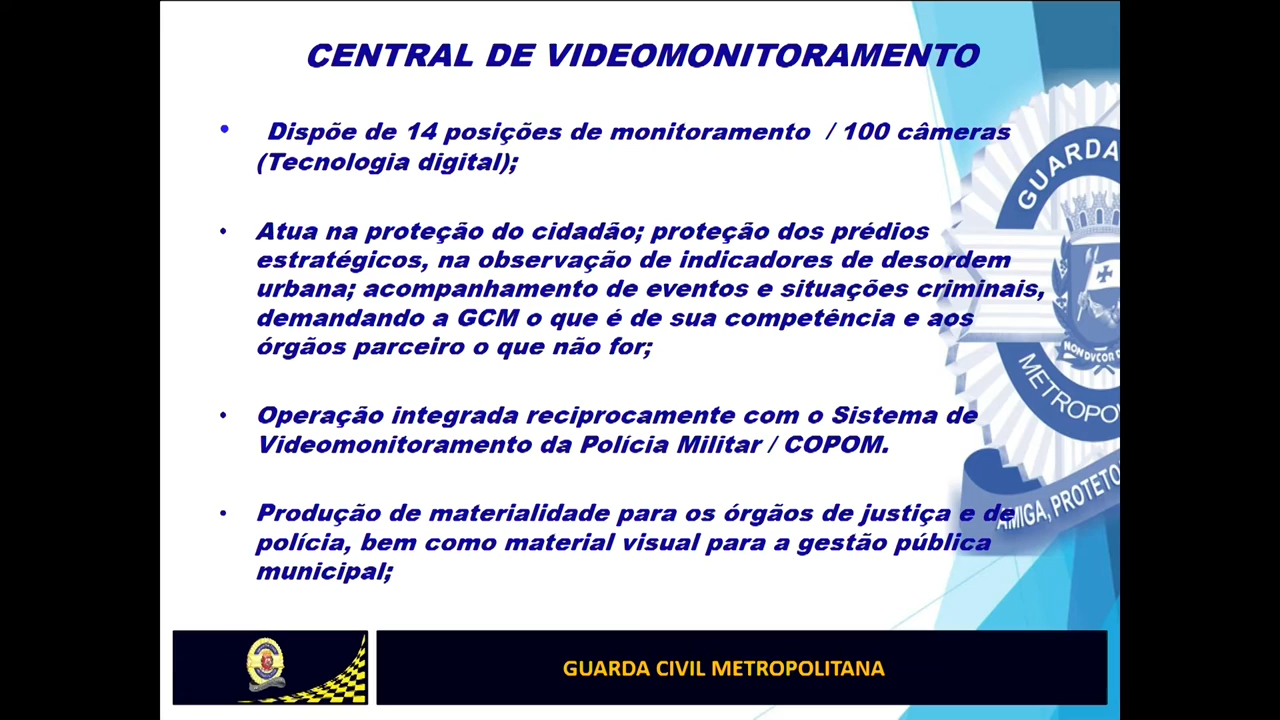 CENTRAL DE VIDEOMONITORAMENTO
• Dispõe de 14 posições de monitoramento / 100 câmeras
(Tecnologia digital);
• Atua na proteção do cidadão; proteção dos prédios
estratégicos, na observação de indicadores de desordem
urbana; acompanhamento de eventos e situações criminais,
demandando a GCM o que é de sua competência e aos
órgãos parceiro o que não for;
• Operação integrada reciprocamente com o Sistema de
Videomonitoramento da Polícia Militar / COPOM.
• Produção de materialidade para os órgãos de justiça e de
polícia, bem como material visual para a gestão pública
municipal;
GUARDA
NON DVCOR D
METROPO
AMIGA, PROTETO
GUARDA CIVIL METROPOLITANA